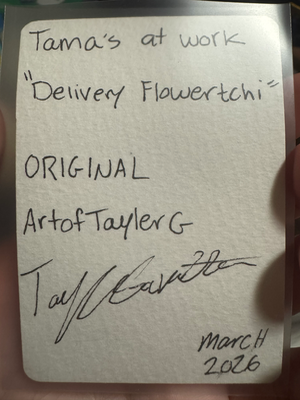 Tama's at work
"Delivery Flowertchi"
ORIGINAL
ArtofTaylerG
March
2026